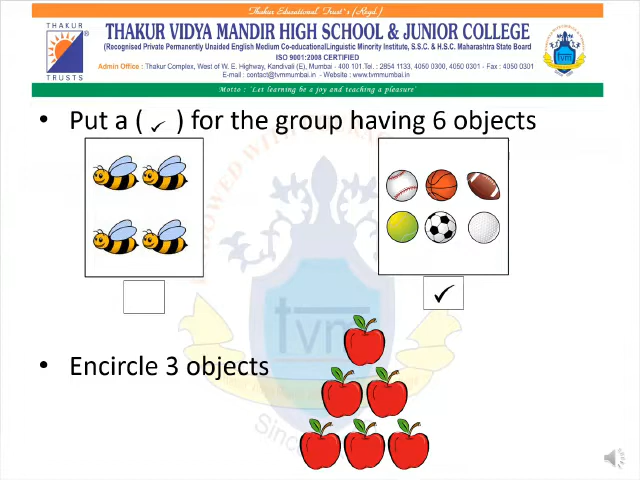 Thakur Educational Trust's (Regd.)
THAKUR
TRUSTS
®
THAKUR VIDYA MANDIR HIGH SCHOOL & JUNIOR COLLEGE
(Recognised Private Permanently Unaided English Medium Co-educationalLinguistic Minority Institute, S.S.C. & H.S.C. Maharashtra State Board
ISO 9001:2008 CERTIFIED
Admin Office : Thakur Complex, West of W. E. Highway, Kandivali (E), Mumbai - 400 101.Tel. : 2854 1133, 4050 0300, 4050 0301 - Fax : 4050 0301
E-mail : contact@tvmmumbai.in - Website : www.tvmmumbai.in
Motto : 'Let learning be a joy and teaching a pleasure'
• Put a ( ✓ ) for the group having 6 objects
✓
• Encircle 3 objects
tvm